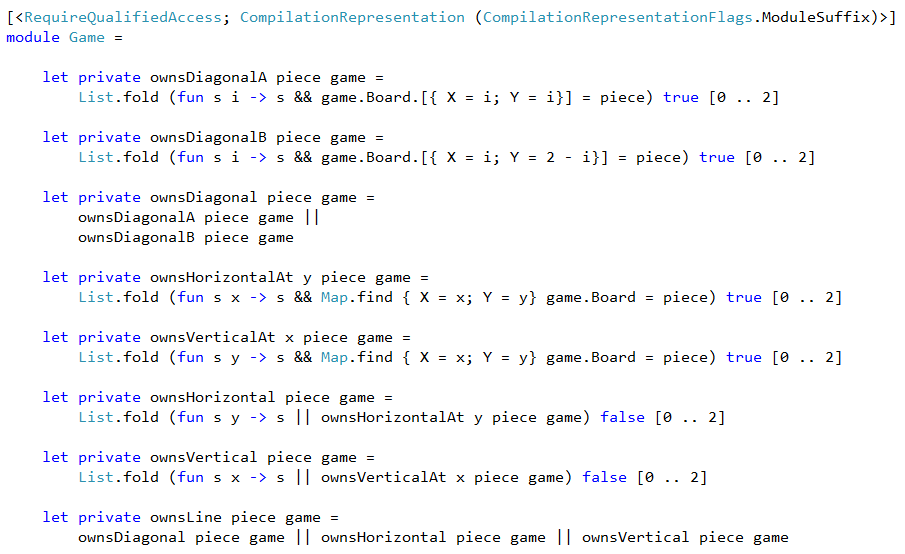 [<RequireQualifiedAccess; CompilationRepresentation (CompilationRepresentationFlags.ModuleSuffix)>]
module Game =

    let private ownsDiagonalA piece game =
        List.fold (fun s i -> s && game.Board.[{ X = i; Y = i}] = piece) true [0 .. 2]

    let private ownsDiagonalB piece game =
        List.fold (fun s i -> s && game.Board.[{ X = i; Y = 2 - i}] = piece) true [0 .. 2]

    let private ownsDiagonal piece game =
        ownsDiagonalA piece game ||
        ownsDiagonalB piece game

    let private ownsHorizontalAt y piece game =
        List.fold (fun s x -> s && Map.find { X = x; Y = y} game.Board = piece) true [0 .. 2]

    let private ownsVerticalAt x piece game =
        List.fold (fun s y -> s && Map.find { X = x; Y = y} game.Board = piece) true [0 .. 2]

    let private ownsHorizontal piece game =
        List.fold (fun s y -> s || ownsHorizontalAt y piece game) false [0 .. 2]

    let private ownsVertical piece game =
        List.fold (fun s x -> s || ownsVerticalAt x piece game) false [0 .. 2]

    let private ownsLine piece game =
        ownsDiagonal piece game || ownsHorizontal piece game || ownsVertical piece game